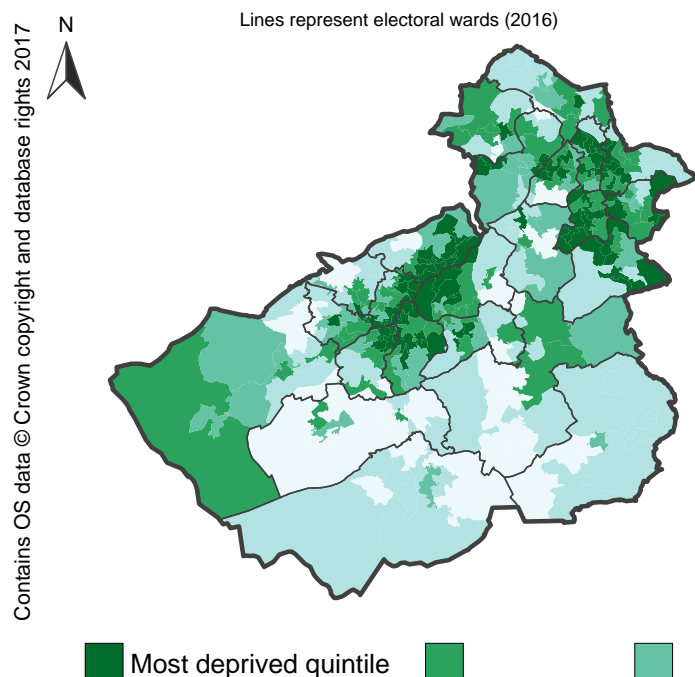 Lines represent electoral wards (2016)
N
Contains OS data © Crown copyright and database rights 2017
Most deprived quintile